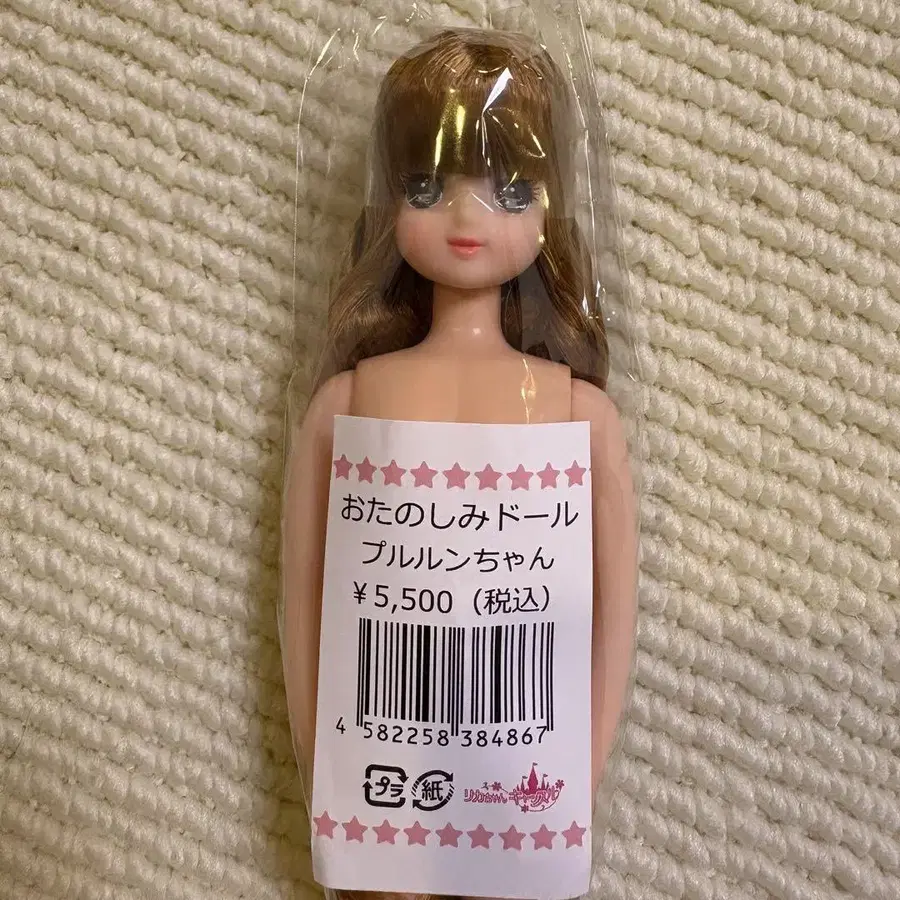 おたのしみドール
プルルンちゃん
¥5,500（税込）
4 582258 384867
プラ 紙 リカちゃんキャッスル